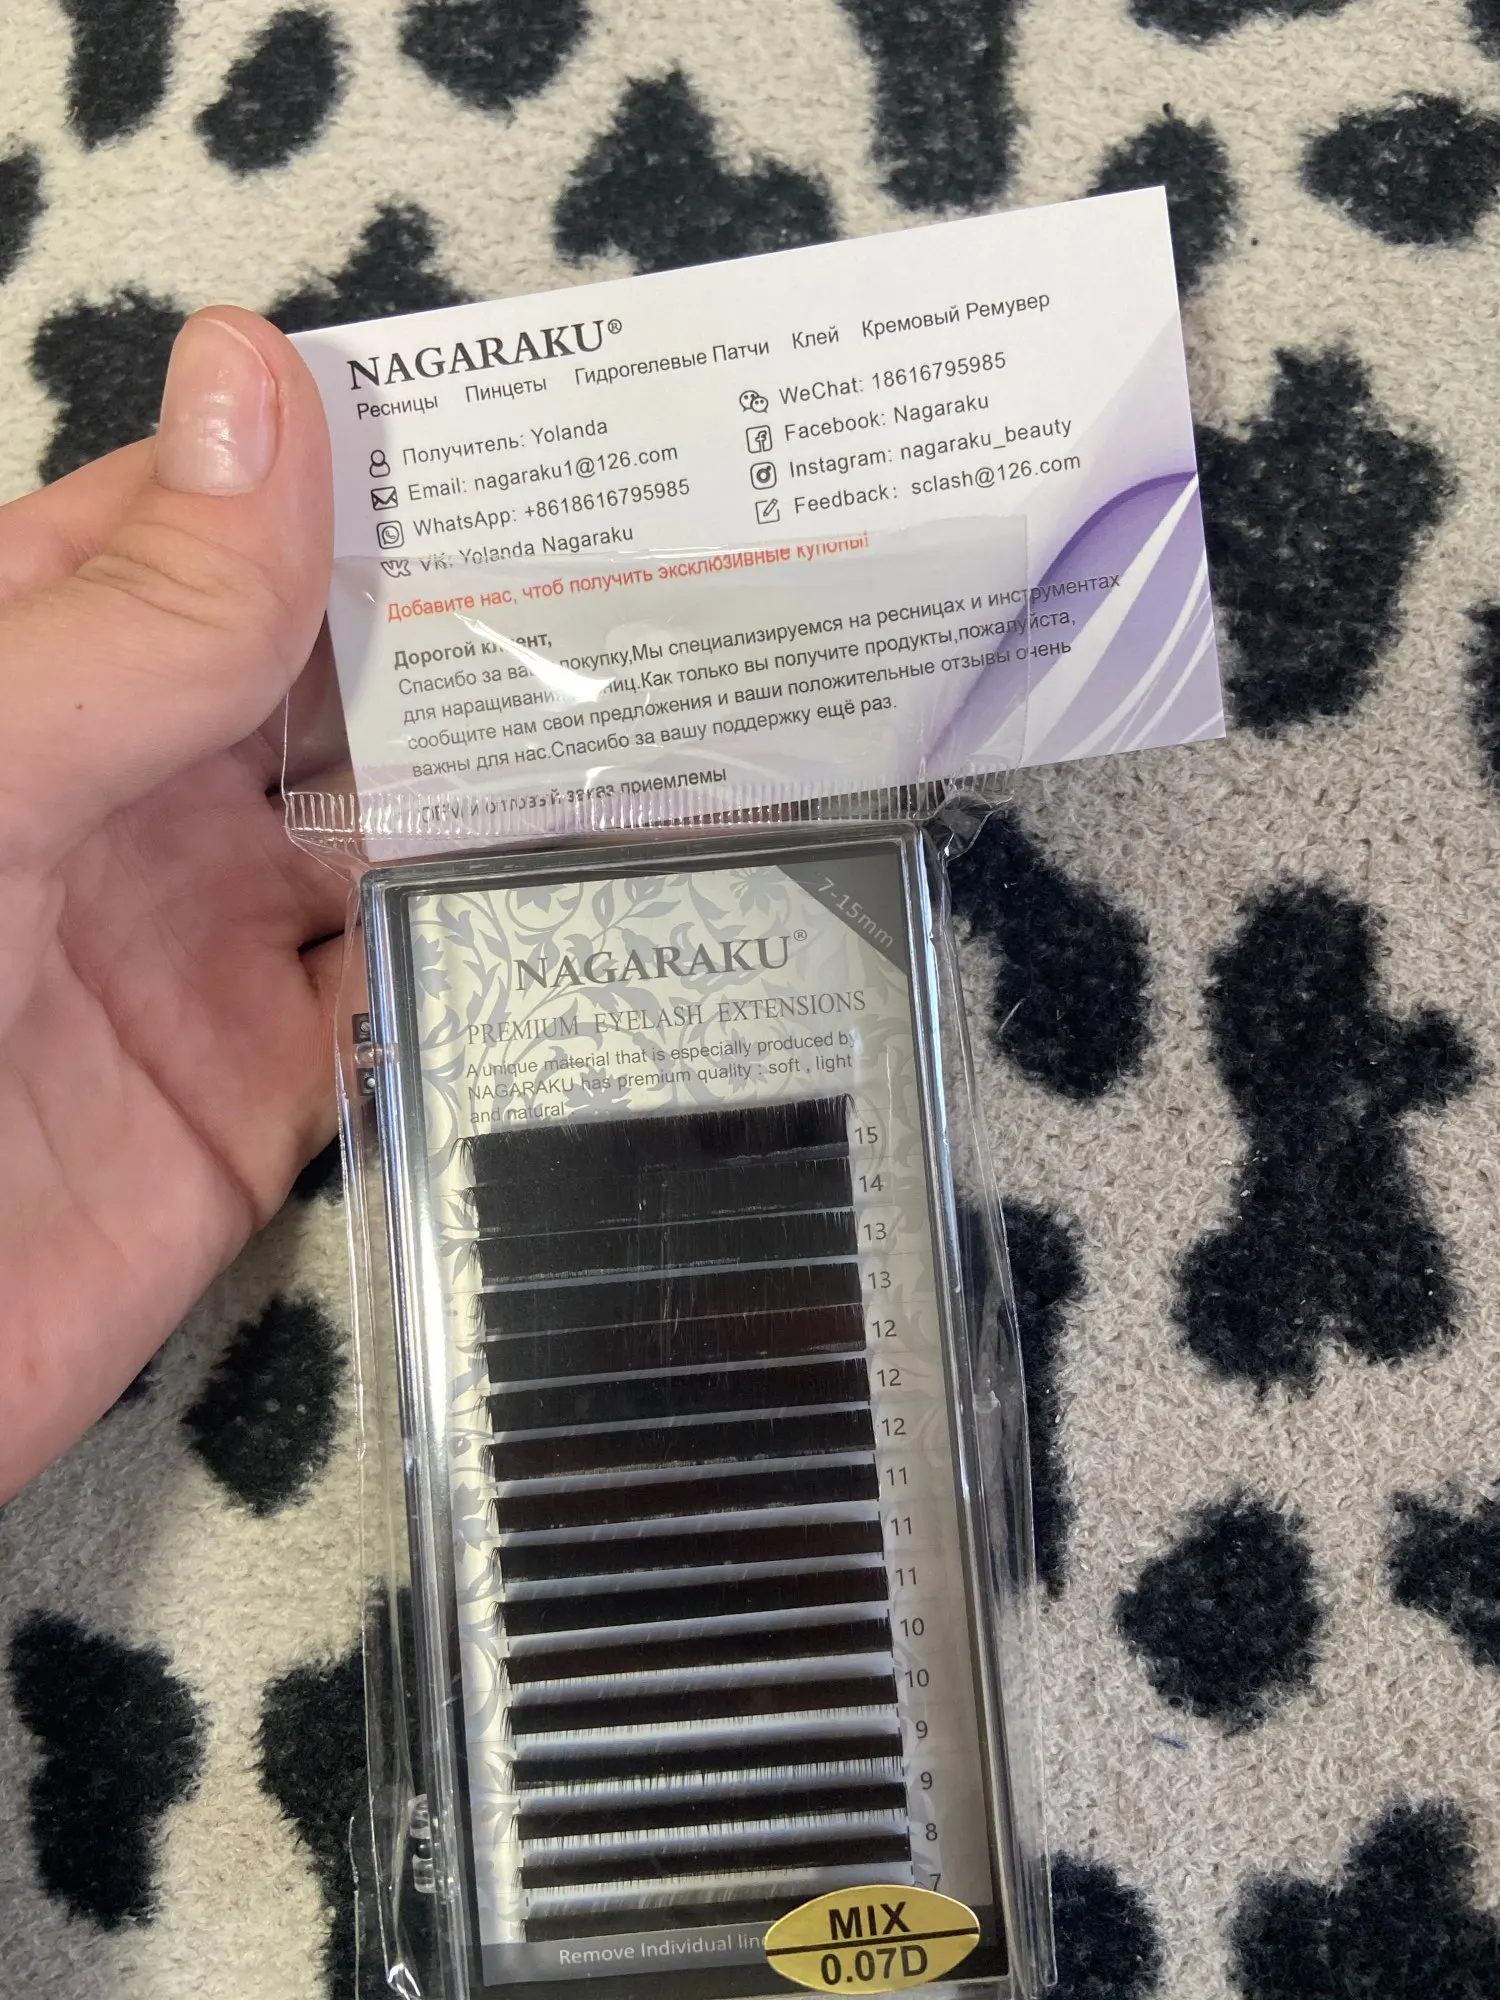 NAGARAKU®
Ресницы Пинцеты Гидрогелевые Патчи Клей Кремовый Ремувер
Получитель: Yolanda
Email: nagaraku1@126.com
WhatsApp: +8618616795985
VK: Yolanda Nagaraku
WeChat: 18616795985
Facebook: Nagaraku
Instagram: nagaraku_beauty
Feedback: sclash@126.com
Добавите нас, чтоб получить эксклюзивные купоны!
Дорогой клиент,
Спасибо за покупку,Мы специализируемся на ресницах и инструментах
для наращивания ресниц.Как только вы получите продукты,пожалуйста,
сообщите нам свои предложения и ваши положительные отзывы очень
важны для нас.Спасибо за вашу поддержку ещё раз.
заказ приемлемы
7-15mm
NAGARAKU®
PREMIUM EYELASH EXTENSIONS
A unique material that is especially produced by
NAGARAKU has premium quality : soft , light
and natural
15
14
13
13
12
12
12
11
11
11
10
10
9
9
8
7
Remove Individual
MIX
0.07D